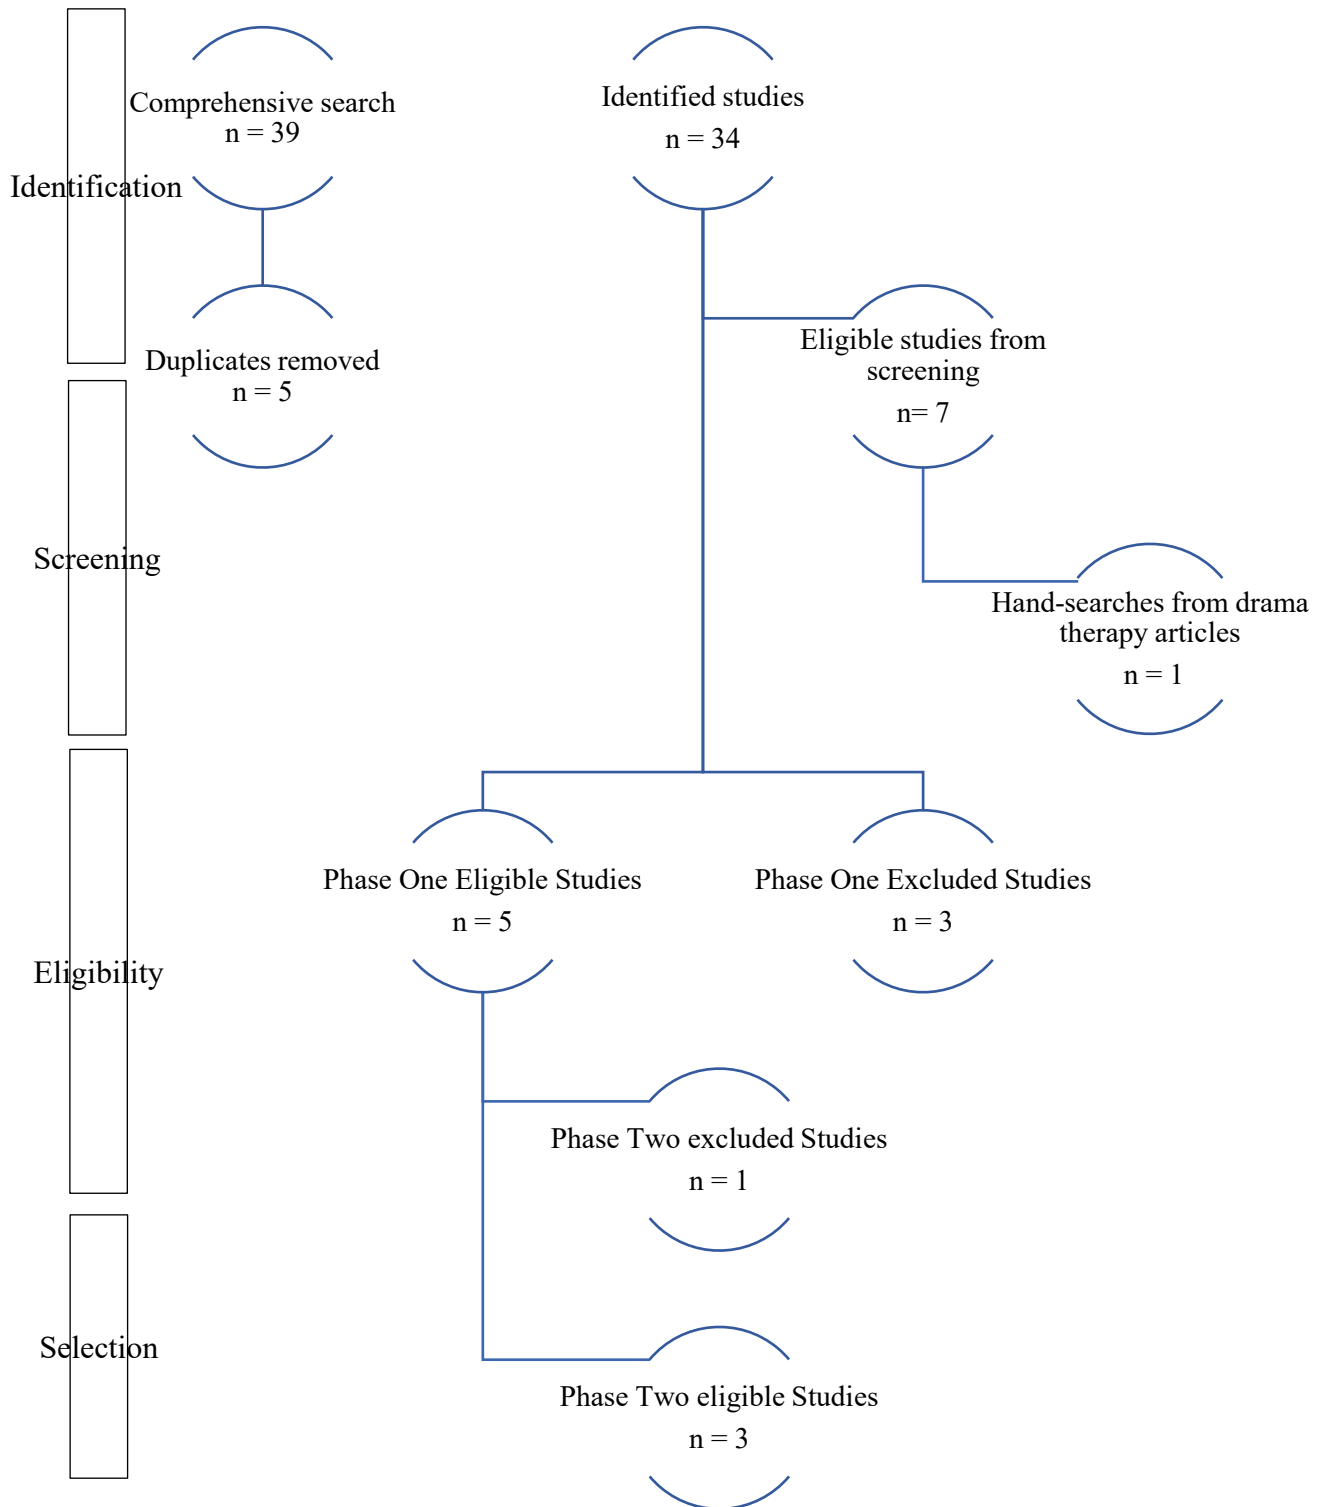 Identification
Comprehensive search
n = 39
Identified studies
n = 34
Duplicates removed
n = 5
Eligible studies from
screening
n= 7
Screening
Hand-searches from drama
therapy articles
n = 1
Eligibility
Phase One Eligible Studies
n = 5
Phase One Excluded Studies
n = 3
Phase Two excluded Studies
n = 1
Selection
Phase Two eligible Studies
n = 3